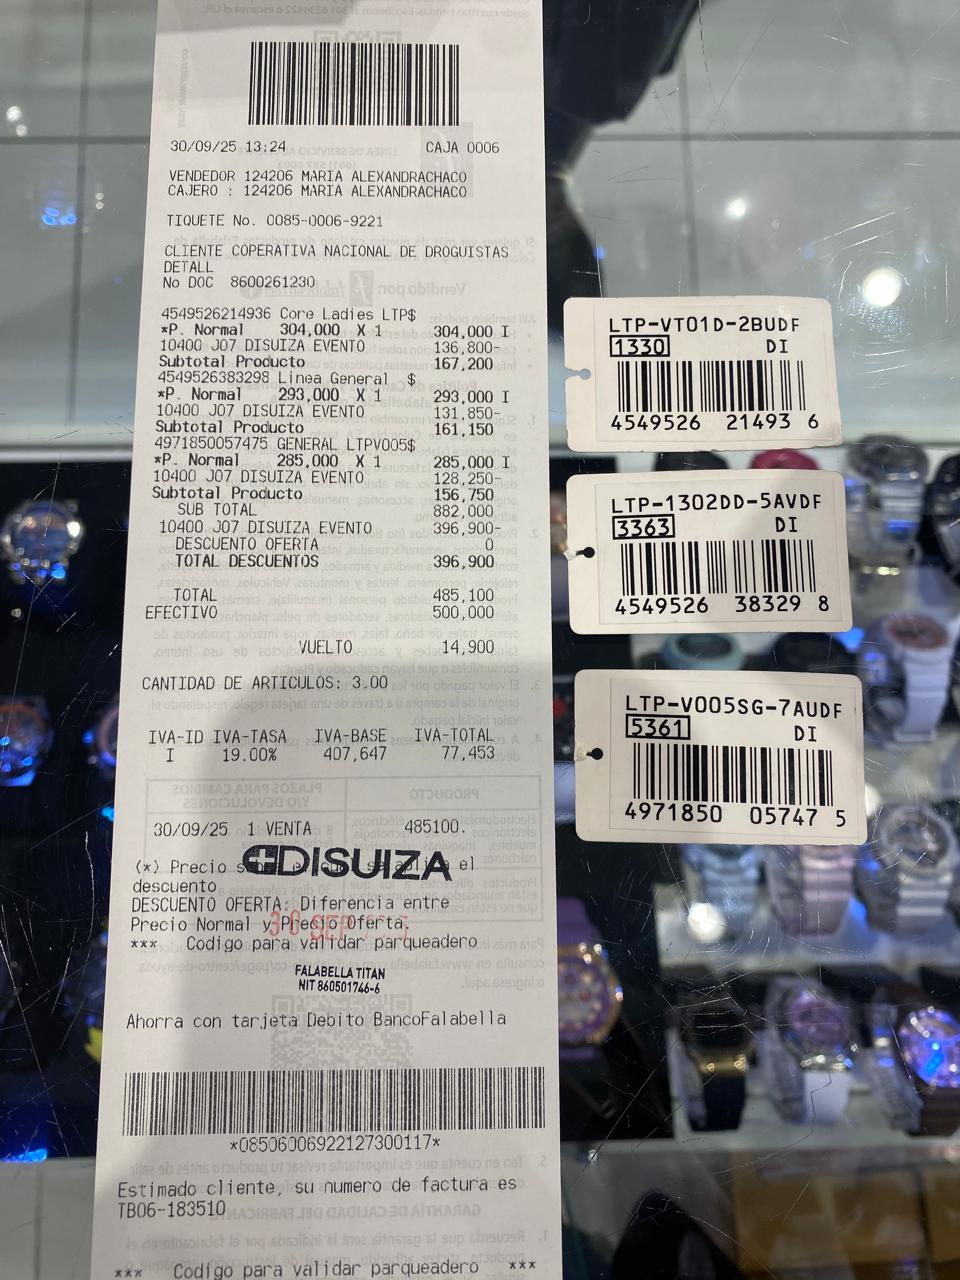 30/09/25 13:24 CAJA 0006
VENDEDOR 124206 MARIA ALEXANDRACHACO
CAJERO : 124206 MARIA ALEXANDRACHACO
TIQUETE No. 0085-0006-9221
CLIENTE COPERATIVA NACIONAL DE DROGUISTAS
DETALL
No DOC 8600261230
4549526214936 Core Ladies LTP$
*P. Normal 304,000 X 1 304,000 I
10400 J07 DISUIZA EVENTO 136,800-
Subtotal Producto 167,200
4549526383298 Linea General $
*P. Normal 293,000 X 1 293,000 I
10400 J07 DISUIZA EVENTO 131,850-
Subtotal Producto 161,150
4971850057475 GENERAL LTPV005$
*P. Normal 285,000 X 1 285,000 I
10400 J07 DISUIZA EVENTO 128,250-
Subtotal Producto 156,750
SUB TOTAL 882,000
10400 J07 DISUIZA EVENTO 396,900-
DESCUENTO OFERTA 0
TOTAL DESCUENTOS 396,900
TOTAL 485,100
EFECTIVO 500,000
VUELTO 14,900
CANTIDAD DE ARTICULOS: 3.00
IVA-ID IVA-TASA IVA-BASE IVA-TOTAL
I 19.00% 407,647 77,453
30/09/25 1 VENTA 485100.
DISUIZA
(*) Precio el
descuento
DESCUENTO OFERTA: Diferencia entre
Precio Normal y Precio Oferta.
30 SEP
*** Codigo para validar parqueadero
FALABELLA TITAN
NIT 860501746-6
Ahorra con tarjeta Debito BancoFalabella
*08506006922127300117*
Estimado cliente, su numero de factura es
TB06-183510
*** Codigo para validar parqueadero ***
LTP-VT01D-2BUDF
1330 DI
4549526 21493 6
LTP-1302DD-5AVDF
3363 DI
4549526 38329 8
LTP-V005SG-7AUDF
5361 DI
4971850 05747 5